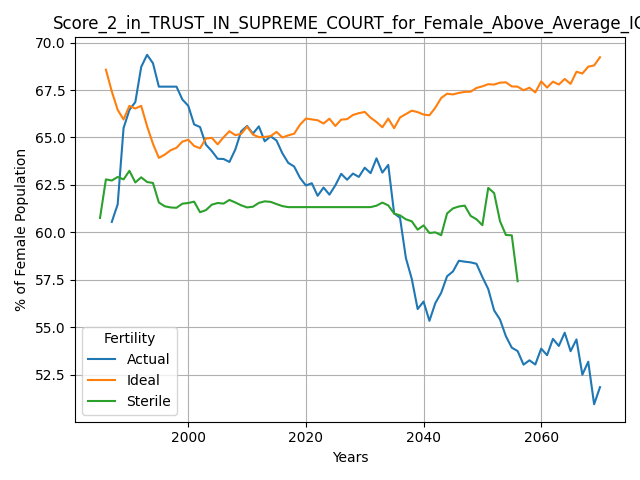 Score_2_in_TRUST_IN_SUPREME_COURT_for_Female_Above_Average_IQ
70.0
67.5
65.0
62.5
60.0
57.5
55.0
52.5
% of Female Population
Fertility
Actual
Ideal
Sterile
2000
2020
2040
2060
Years